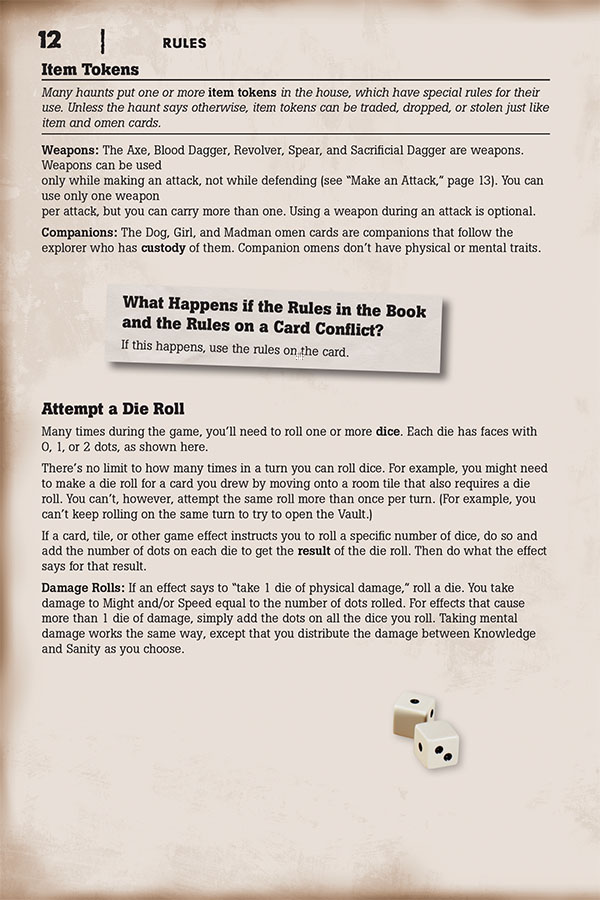 12 | RULES
Item Tokens
Many haunts put one or more item tokens in the house, which have special rules for their
use. Unless the haunt says otherwise, item tokens can be traded, dropped, or stolen just like
item and omen cards.
Weapons: The Axe, Blood Dagger, Revolver, Spear, and Sacrificial Dagger are weapons.
Weapons can be used
only while making an attack, not while defending (see “Make an Attack,” page 13). You can
use only one weapon
per attack, but you can carry more than one. Using a weapon during an attack is optional.
Companions: The Dog, Girl, and Madman omen cards are companions that follow the
explorer who has custody of them. Companion omens don’t have physical or mental traits.
What Happens if the Rules in the Book
and the Rules on a Card Conflict?
If this happens, use the rules on the card.
Attempt a Die Roll
Many times during the game, you’ll need to roll one or more dice. Each die has faces with
0, 1, or 2 dots, as shown here.
There’s no limit to how many times in a turn you can roll dice. For example, you might need
to make a die roll for a card you drew by moving onto a room tile that also requires a die
roll. You can’t, however, attempt the same roll more than once per turn. (For example, you
can’t keep rolling on the same turn to try to open the Vault.)
If a card, tile, or other game effect instructs you to roll a specific number of dice, do so and
add the number of dots on each die to get the result of the die roll. Then do what the effect
says for that result.
Damage Rolls: If an effect says to “take 1 die of physical damage,” roll a die. You take
damage to Might and/or Speed equal to the number of dots rolled. For effects that cause
more than 1 die of damage, simply add the dots on all the dice you roll. Taking mental
damage works the same way, except that you distribute the damage between Knowledge
and Sanity as you choose.